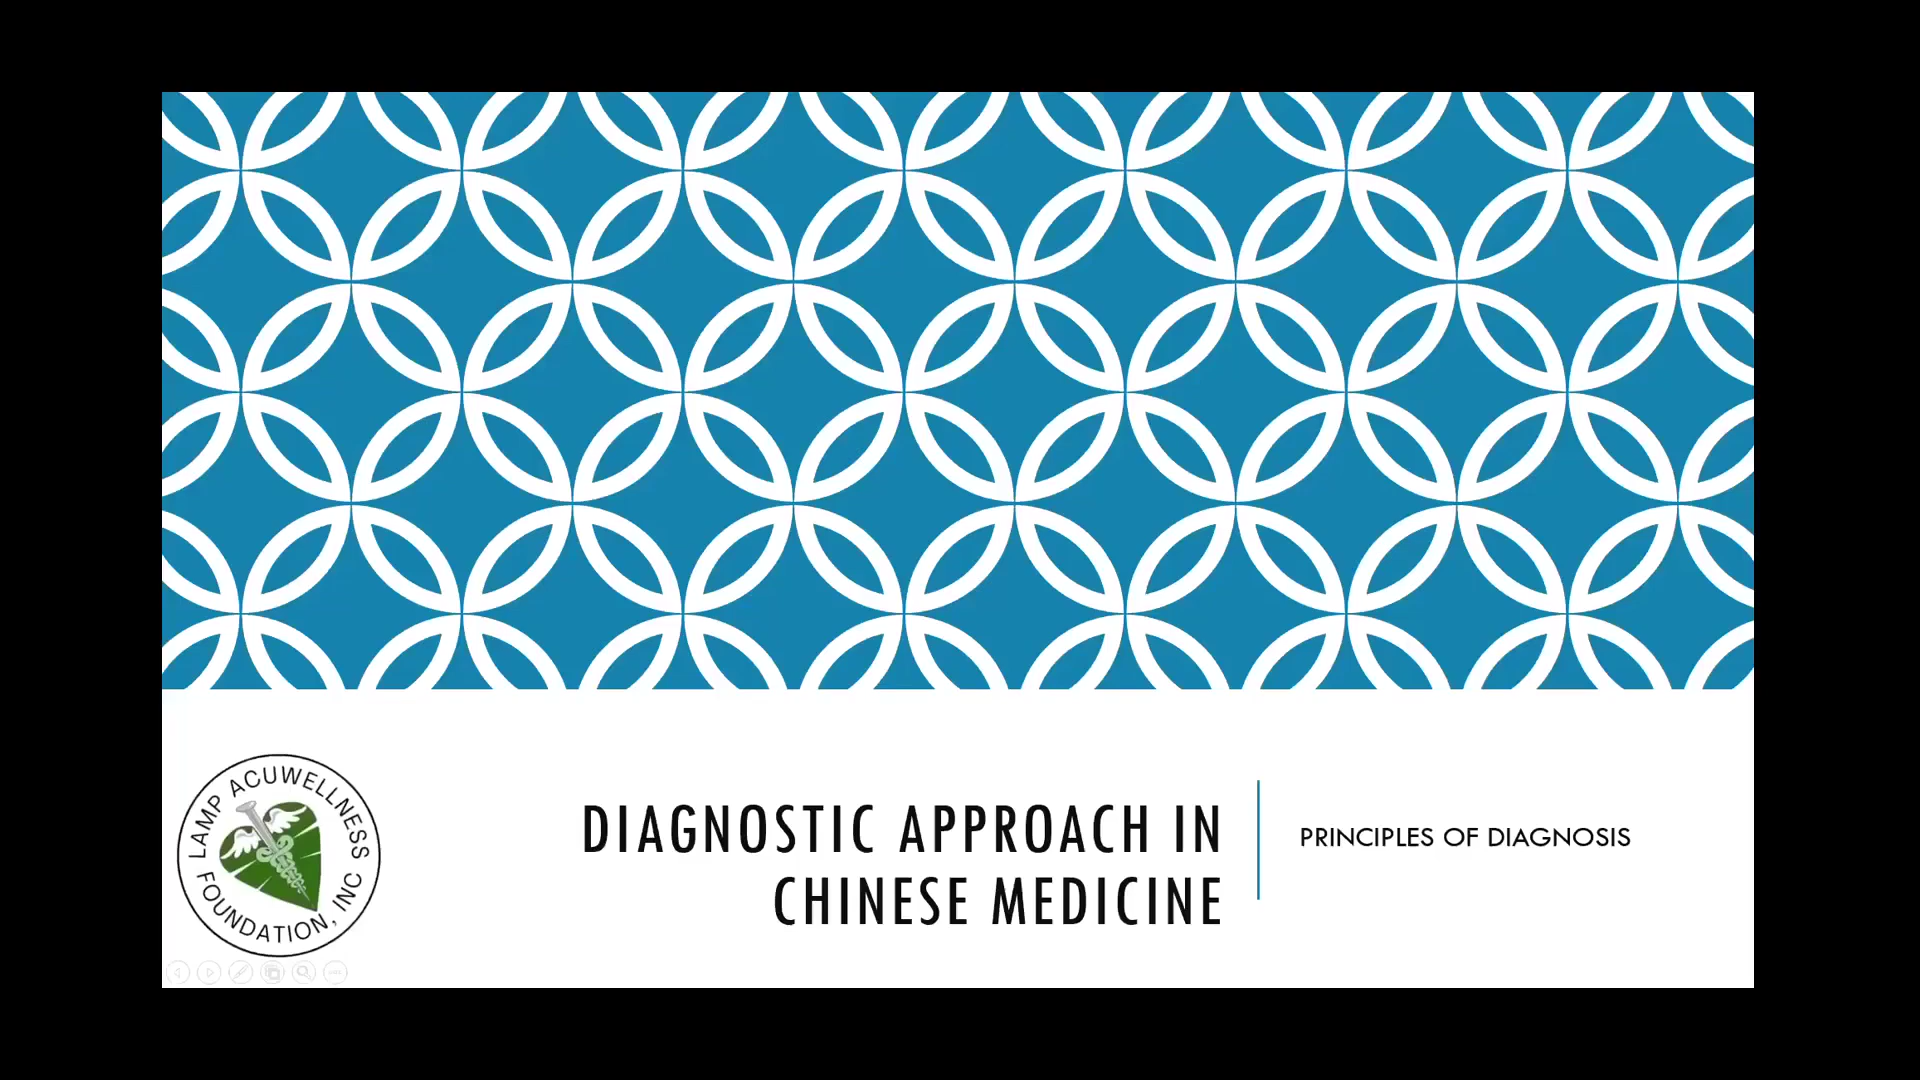 LAMP ACUWELLNESS
FOUNDATION, INC
DIAGNOSTIC APPROACH IN
CHINESE MEDICINE
PRINCIPLES OF DIAGNOSIS